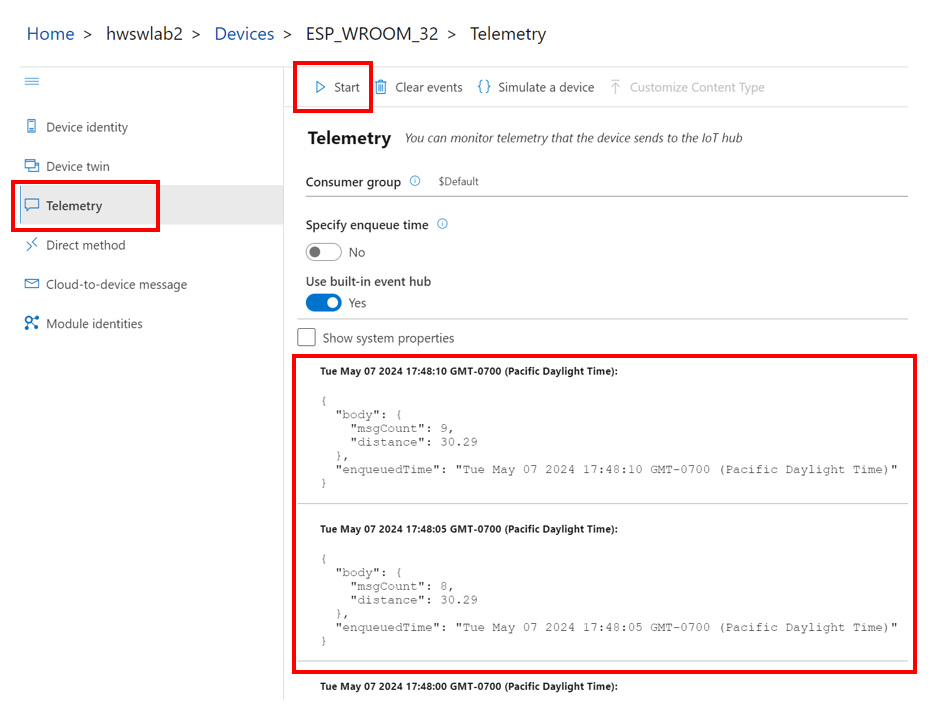 Home > hwswlab2 > Devices > ESP_WROOM_32 > Telemetry
Device identity
Device twin
Telemetry
Direct method
Cloud-to-device message
Module identities
Start Clear events {} Simulate a device Customize Content Type
Telemetry You can monitor telemetry that the device sends to the IoT hub
Consumer group $Default
Specify enqueue time
No
Use built-in event hub
Yes
Show system properties
Tue May 07 2024 17:48:10 GMT-0700 (Pacific Daylight Time):
{
"body": {
"msgCount": 9,
"distance": 30.29
},
"enqueuedTime": "Tue May 07 2024 17:48:10 GMT-0700 (Pacific Daylight Time)"
}
Tue May 07 2024 17:48:05 GMT-0700 (Pacific Daylight Time):
{
"body": {
"msgCount": 8,
"distance": 30.29
},
"enqueuedTime": "Tue May 07 2024 17:48:05 GMT-0700 (Pacific Daylight Time)"
}
Tue May 07 2024 17:48:00 GMT-0700 (Pacific Daylight Time):